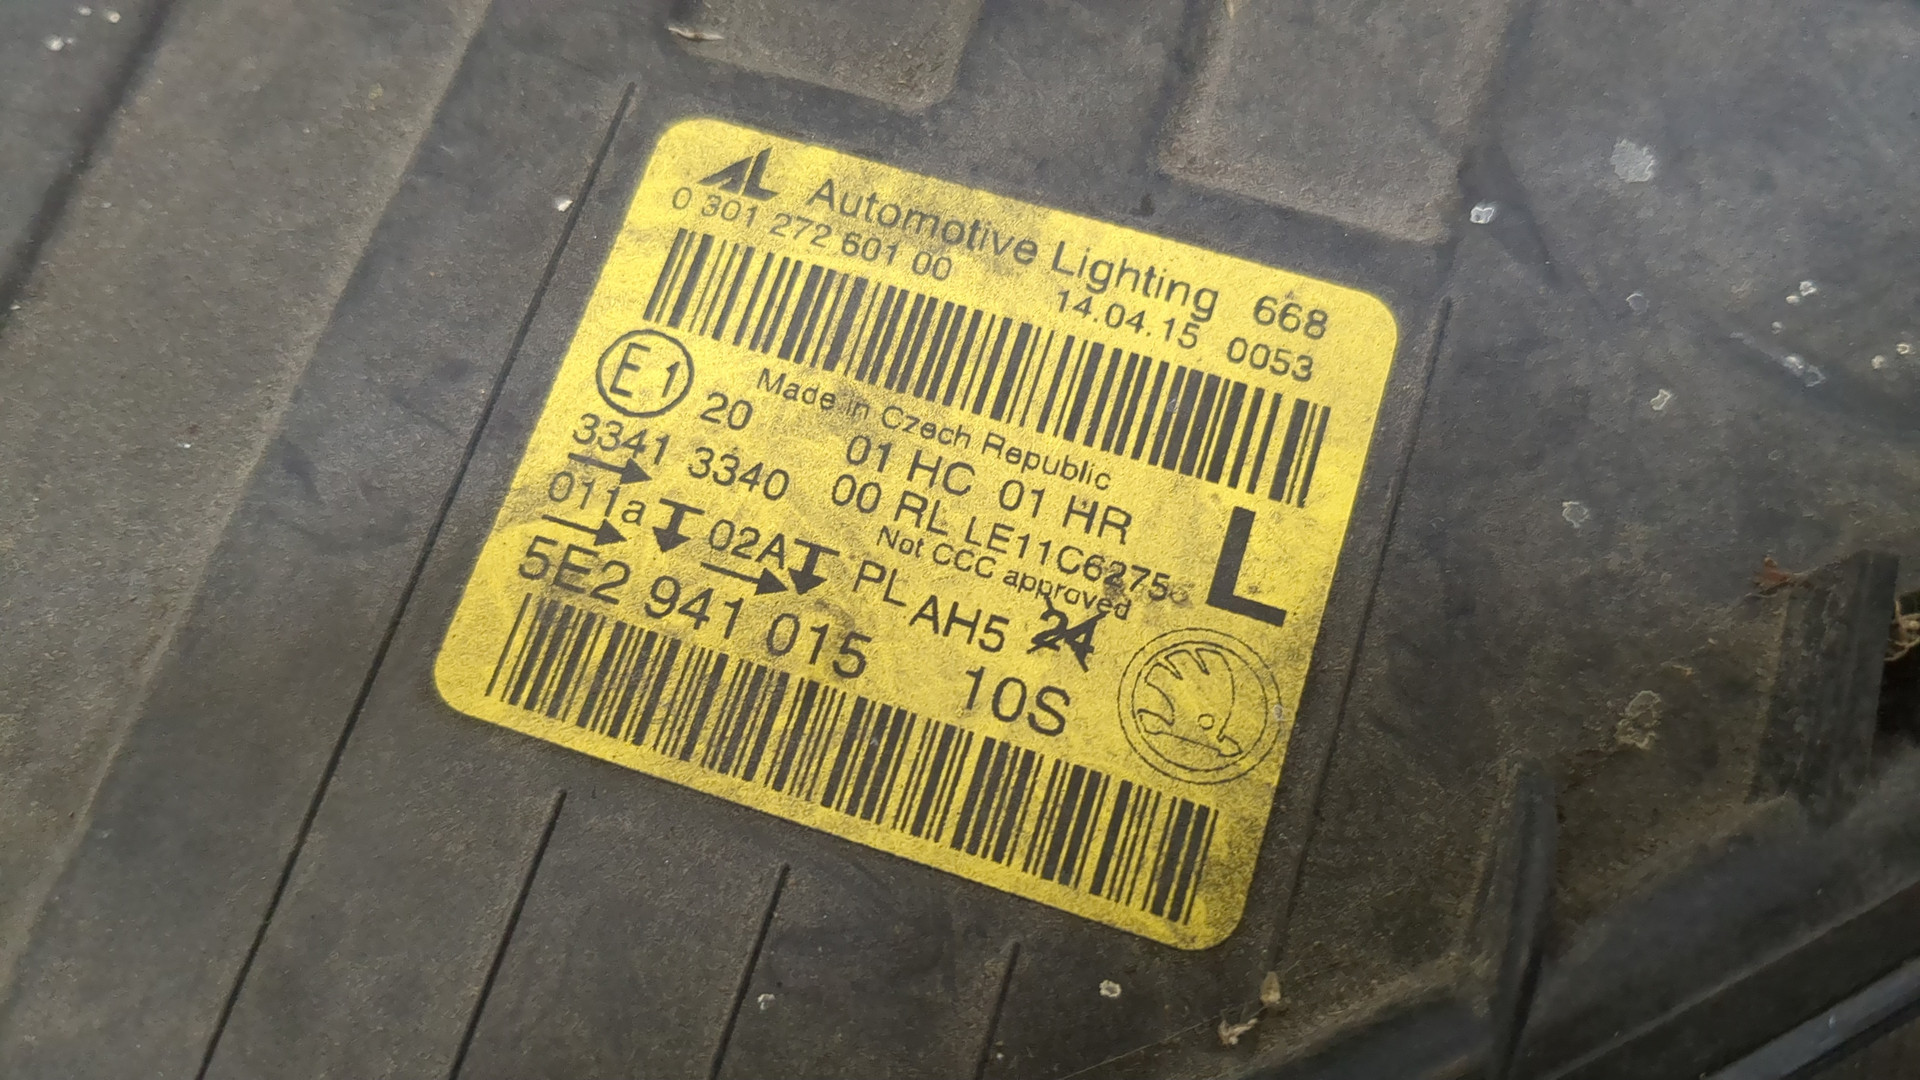 AL Automotive Lighting 668
0 301 272 601 00 14.04.15 0053
Made in Czech Republic
E1 20 01 HC 01 HR
3341 3340 00 RL LE11C6275
Not CCC approved
011a 02A PL AH5 24
L
5E2 941 015 10S